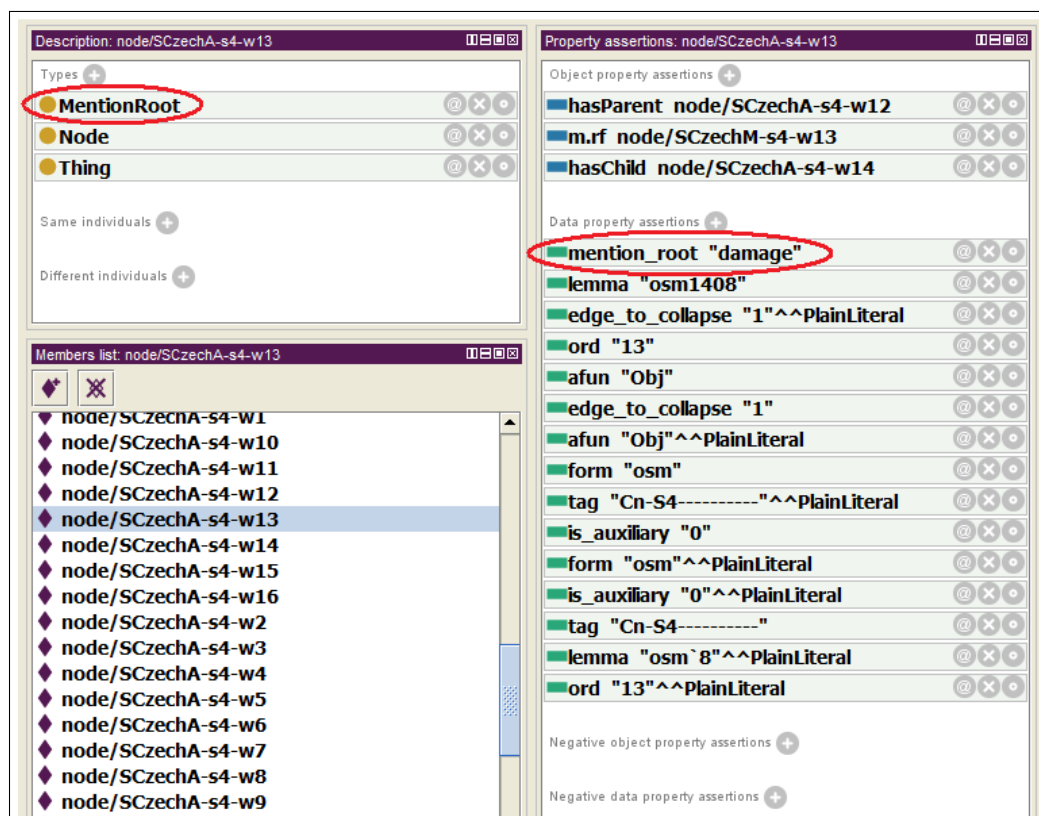 Description: node/SCzechA-s4-w13
Types
MentionRoot
Node
Thing
Same individuals
Different individuals
Members list: node/SCzechA-s4-w13
node/SCzechA-s4-w1
node/SCzechA-s4-w10
node/SCzechA-s4-w11
node/SCzechA-s4-w12
node/SCzechA-s4-w13
node/SCzechA-s4-w14
node/SCzechA-s4-w15
node/SCzechA-s4-w16
node/SCzechA-s4-w2
node/SCzechA-s4-w3
node/SCzechA-s4-w4
node/SCzechA-s4-w5
node/SCzechA-s4-w6
node/SCzechA-s4-w7
node/SCzechA-s4-w8
node/SCzechA-s4-w9
Property assertions: node/SCzechA-s4-w13
Object property assertions
hasParent node/SCzechA-s4-w12
m.rf node/SCzechM-s4-w13
hasChild node/SCzechA-s4-w14
Data property assertions
mention_root "damage"
lemma "osm1408"
edge_to_collapse "1"^^PlainLiteral
ord "13"
afun "Obj"
edge_to_collapse "1"
afun "Obj"^^PlainLiteral
form "osm"
tag "Cn-S4----------"^^PlainLiteral
is_auxiliary "0"
form "osm"^^PlainLiteral
is_auxiliary "0"^^PlainLiteral
tag "Cn-S4----------"
lemma "osm`8"^^PlainLiteral
ord "13"^^PlainLiteral
Negative object property assertions
Negative data property assertions